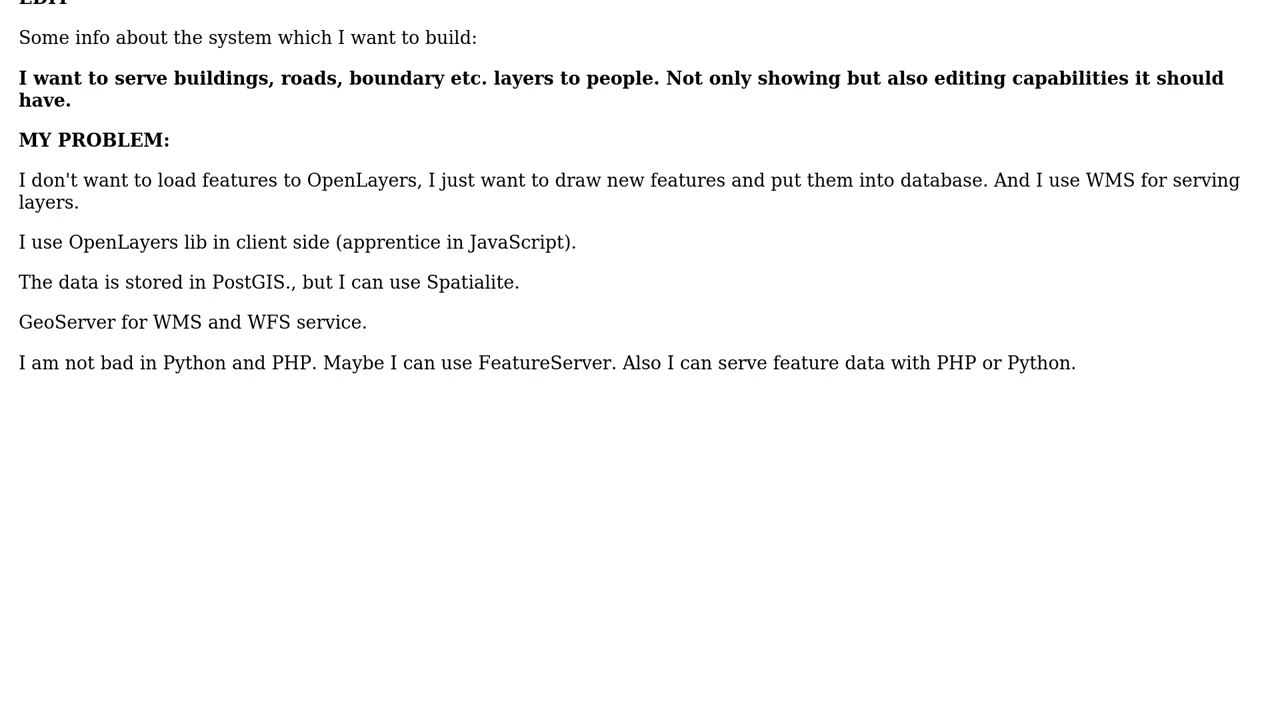 EDIT
Some info about the system which I want to build:
I want to serve buildings, roads, boundary etc. layers to people. Not only showing but also editing capabilities it should
have.
MY PROBLEM:
I don't want to load features to OpenLayers, I just want to draw new features and put them into database. And I use WMS for serving
layers.
I use OpenLayers lib in client side (apprentice in JavaScript).
The data is stored in PostGIS., but I can use Spatialite.
GeoServer for WMS and WFS service.
I am not bad in Python and PHP. Maybe I can use FeatureServer. Also I can serve feature data with PHP or Python.